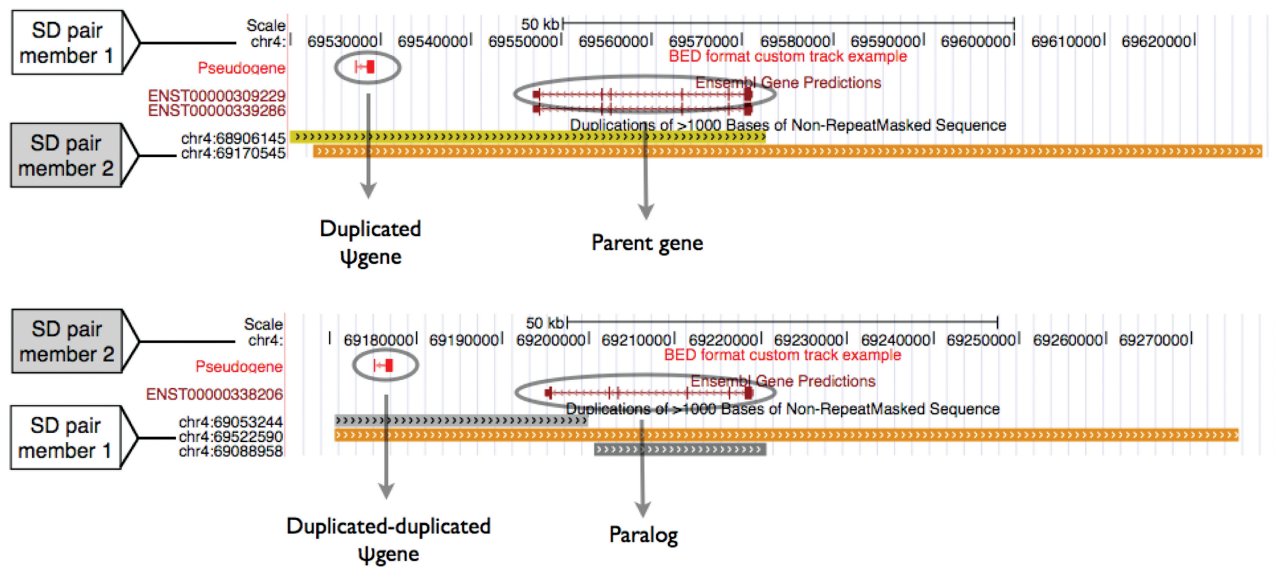 SD pair
member 1
Scale
50 kb
chr4:
69530000
69540000
69550000
69560000
69570000
69580000
69590000
69600000
69610000
69620000
BED format custom track example
Pseudogene
Ensembl Gene Predictions
ENST00000309229
ENST00000339286
Duplications of >1000 Bases of Non-RepeatMasked Sequence
SD pair
member 2
chr4:68906145
chr4:69170545
Duplicated
ψgene
Parent gene
SD pair
member 2
Scale
50 kb
chr4:
69180000
69190000
69200000
69210000
69220000
69230000
69240000
69250000
69260000
69270000
BED format custom track example
Pseudogene
Ensembl Gene Predictions
ENST00000338206
Duplications of >1000 Bases of Non-RepeatMasked Sequence
SD pair
member 1
chr4:69053244
chr4:69522590
chr4:69088958
Duplicated-duplicated
ψgene
Paralog